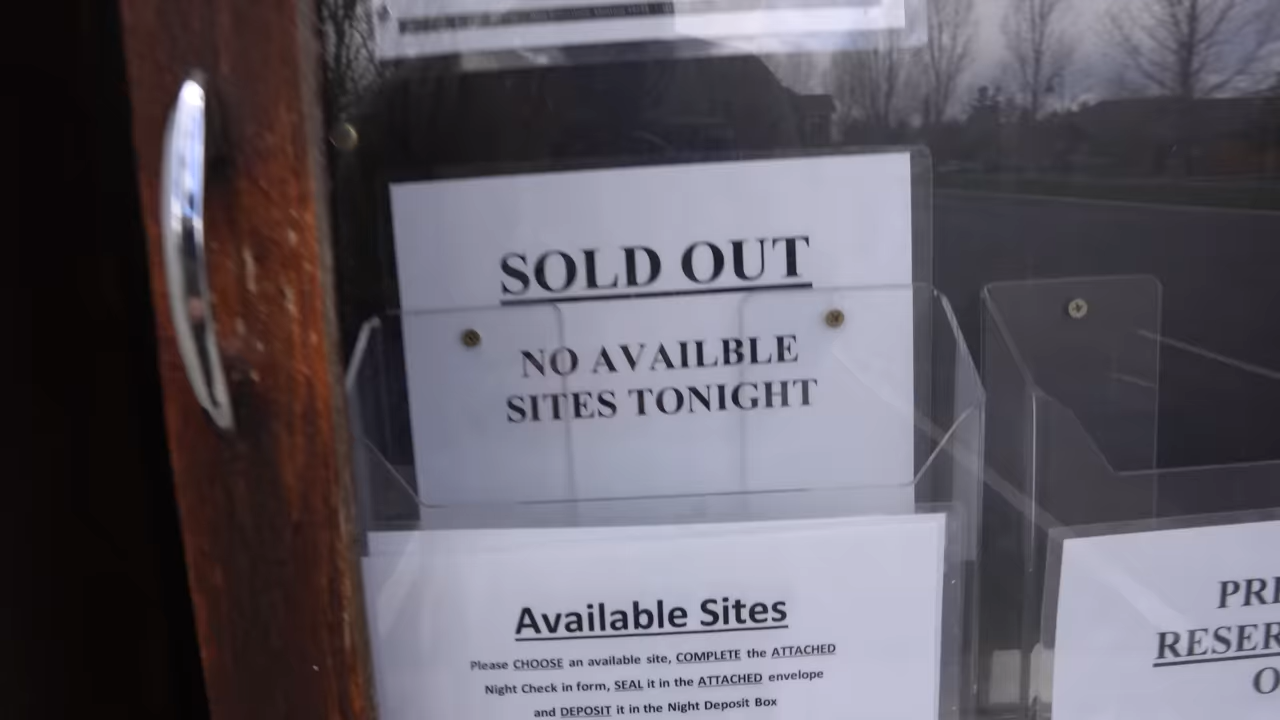 SOLD OUT
NO AVAILBLE
SITES TONIGHT
Available Sites
Please CHOOSE an available site, COMPLETE the ATTACHED
Night Check in form, SEAL it in the ATTACHED envelope
and DEPOSIT it in the Night Deposit Box